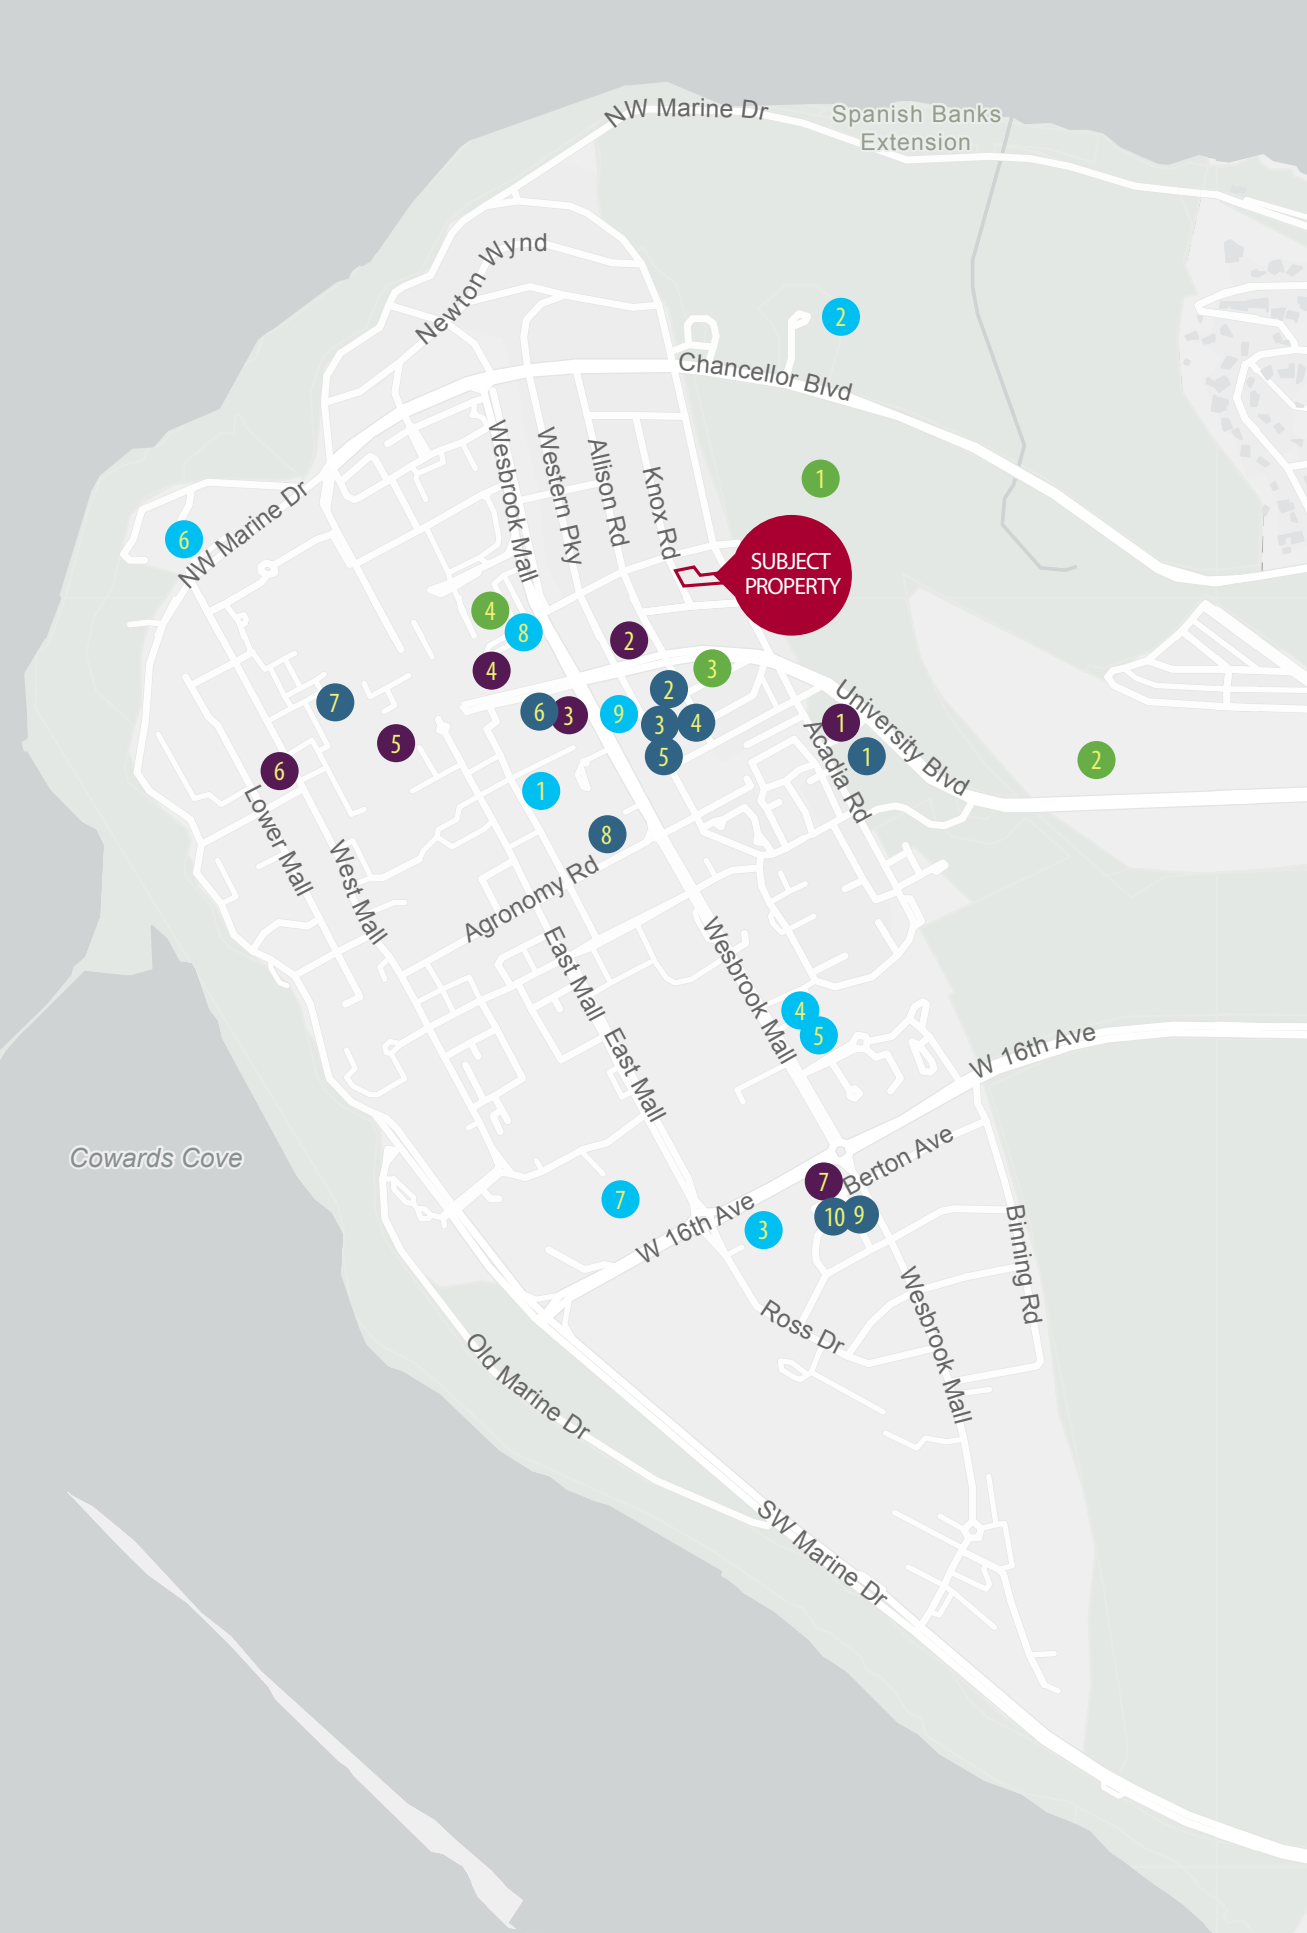 NW Marine Dr
Spanish Banks
Extension
Newton Wynd
2
Chancellor Blvd
Wesbrook Mall
Western Pky
Allison Rd
Knox Rd
1
NW Marine Dr
6
SUBJECT
PROPERTY
4
8
2
4
3
2
7
6
3
9
3
4
5
1
1
University Blvd
Acadia Rd
2
5
6
1
8
Lower Mall
West Mall
Agronomy Rd
East Mall
Wesbrook Mall
4
5
East Mall
W 16th Ave
Cowards Cove
Berton Ave
7
10
9
7
3
W 16th Ave
Binning Rd
Wesbrook Mall
Ross Dr
Old Marine Dr
SW Marine Dr